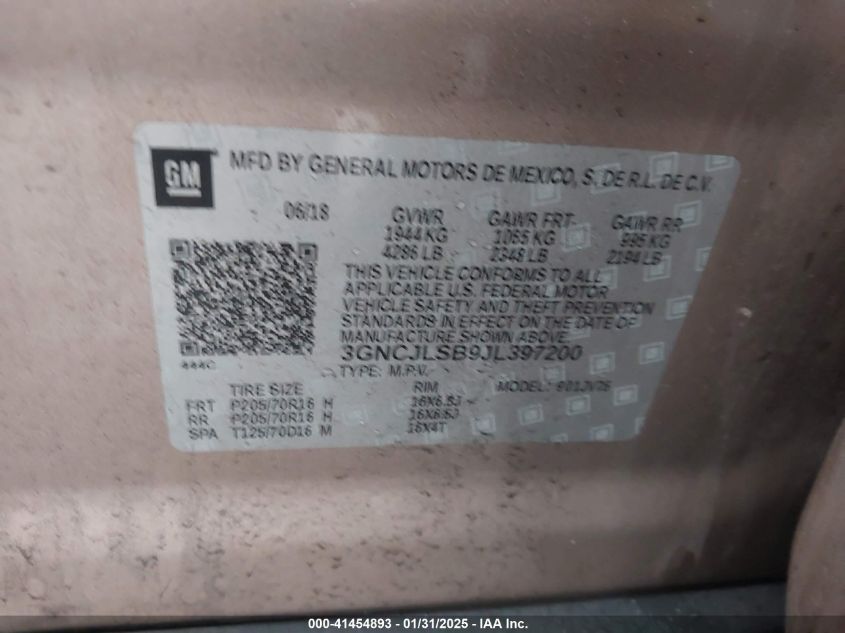 GM
MFD BY GENERAL MOTORS DE MEXICO, S. DE R.L. DE C.V.
06/18 GVWR GAWR FRT GAWR RR
1944 KG 1065 KG 995 KG
4286 LB 2348 LB 2194 LB
THIS VEHICLE CONFORMS TO ALL
APPLICABLE U.S. FEDERAL MOTOR
VEHICLE SAFETY AND THEFT PREVENTION
STANDARDS IN EFFECT ON THE DATE OF
MANUFACTURE SHOWN ABOVE.
3GNCJLSB9JL397200
444C
TYPE: M.P.V.
TIRE SIZE RIM MODEL:
FRT P205/70R16 H 16X6.5J
RR P205/70R16 H 16X6.5J
SPA T125/70D16 M 16X4T
000-41454893 - 01/31/2025 - IAA Inc.